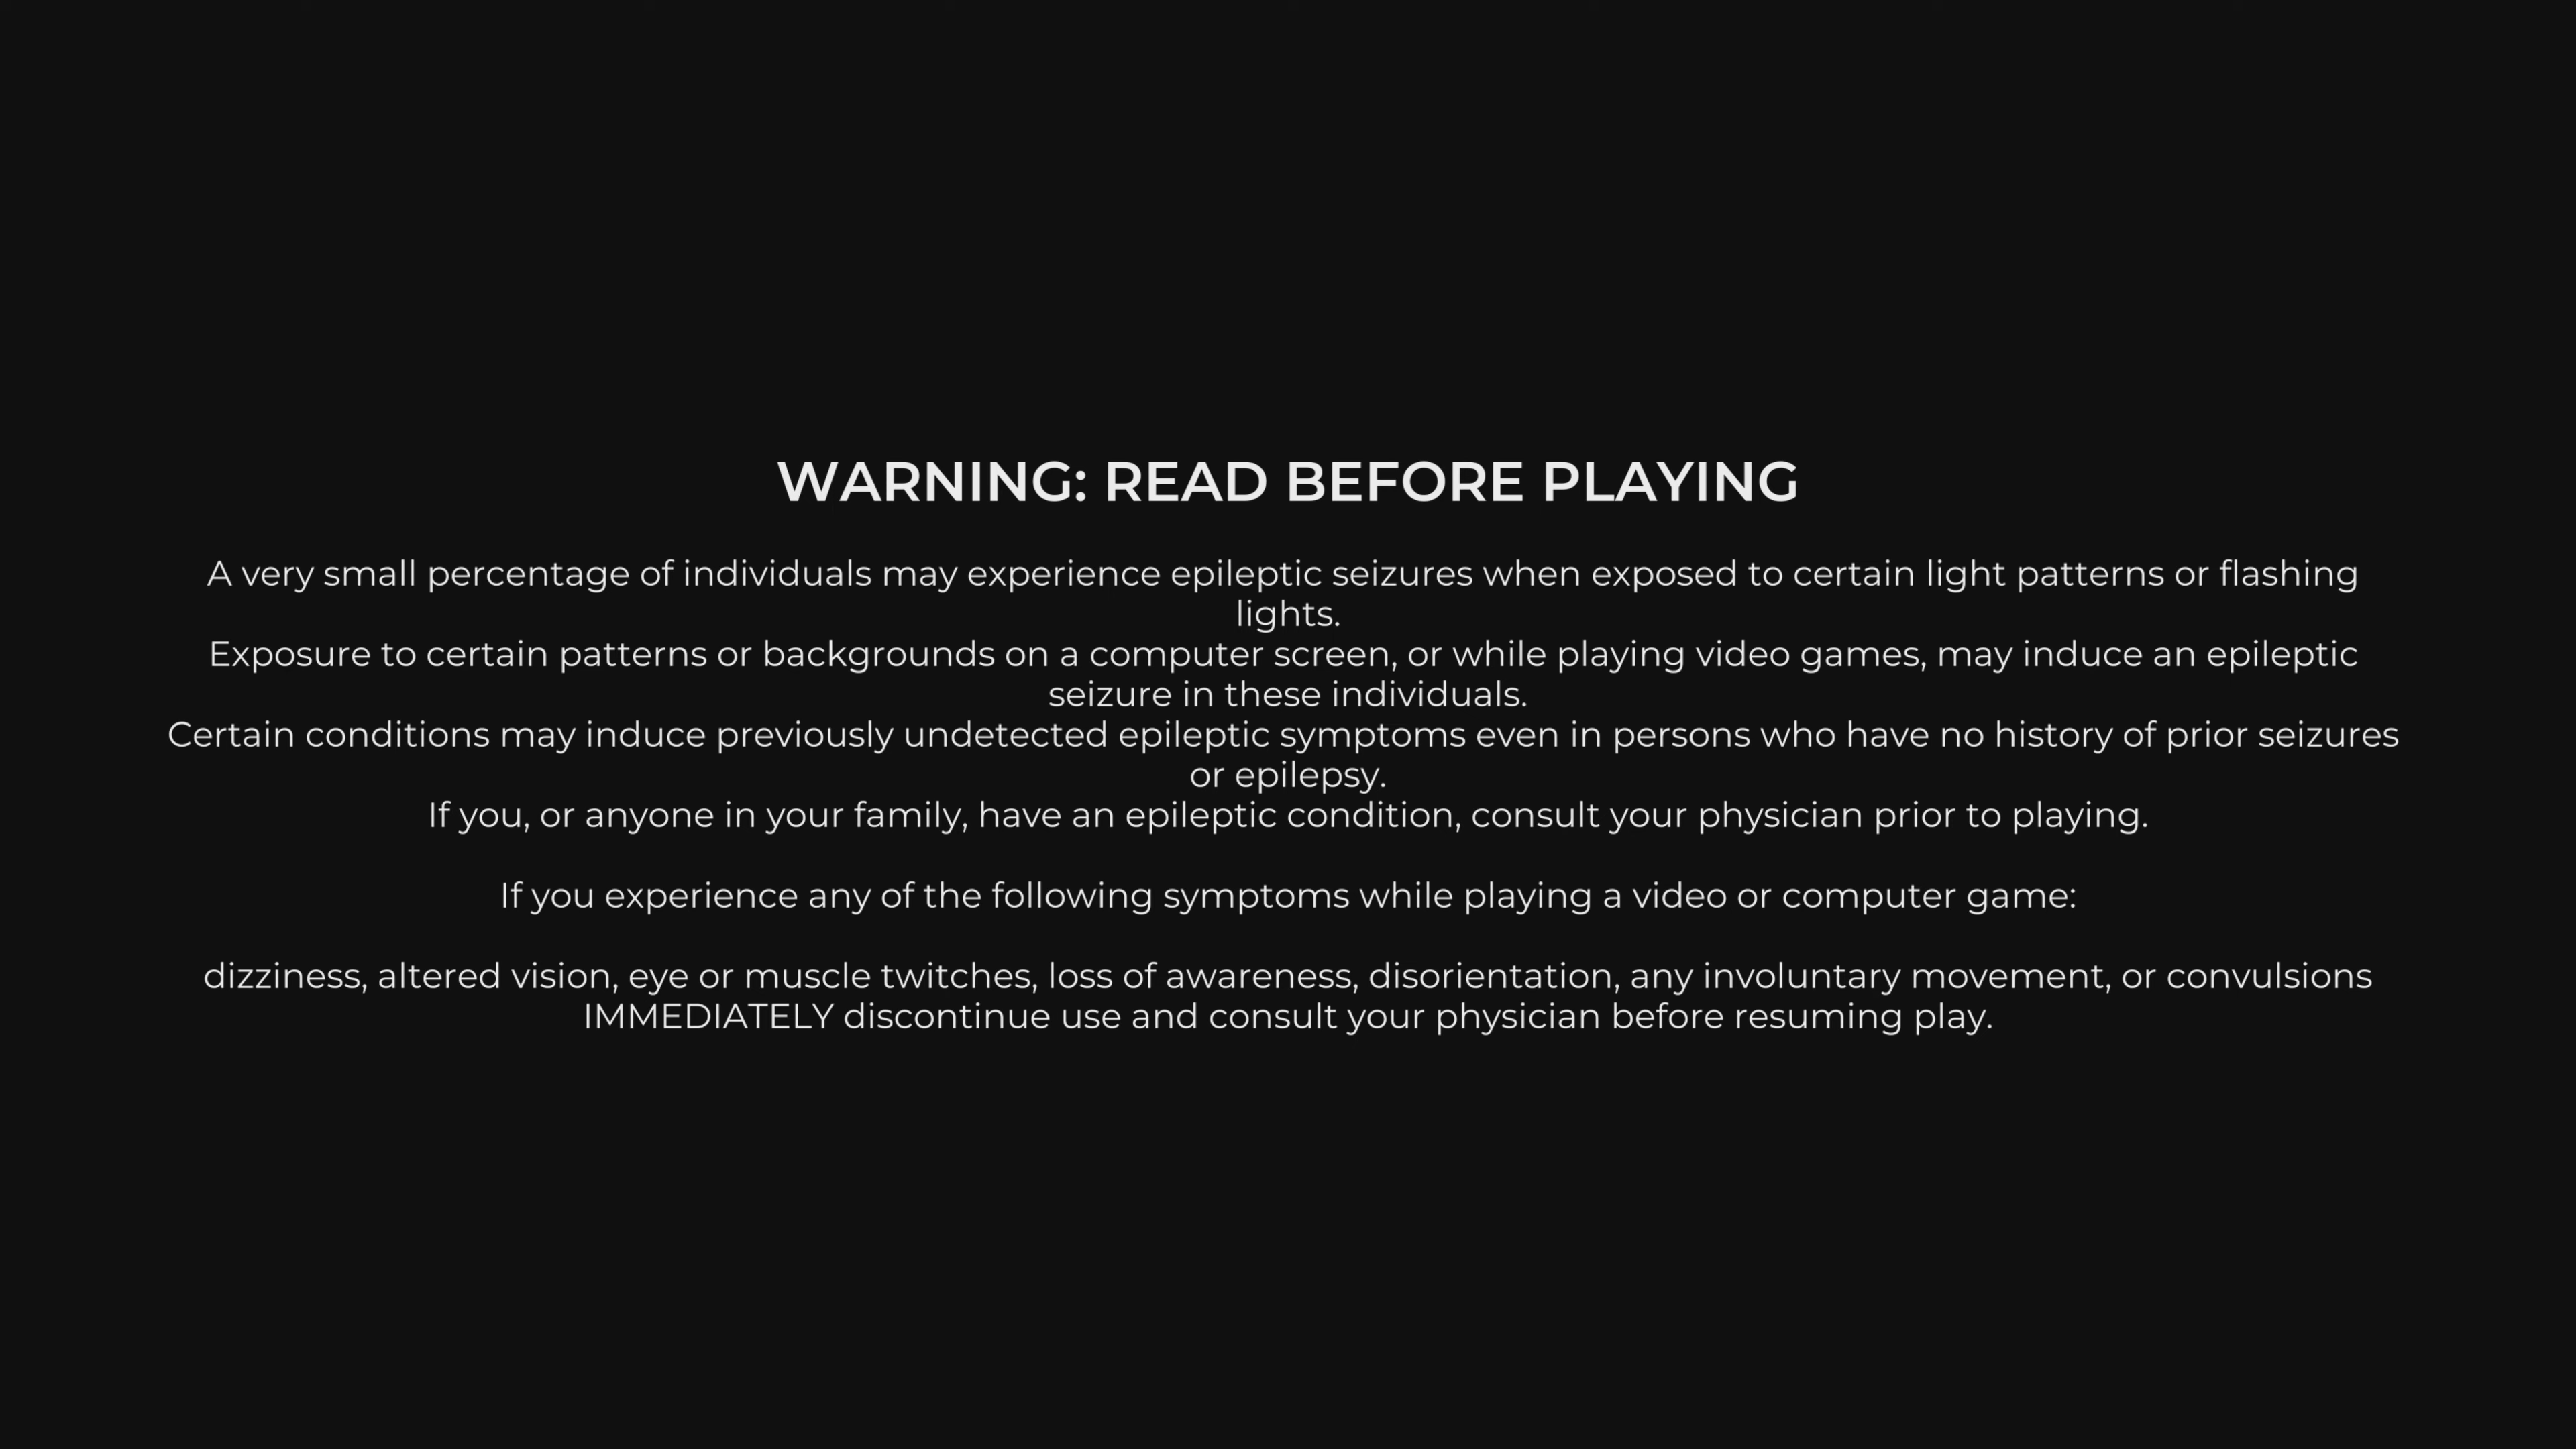 WARNING: READ BEFORE PLAYING
A very small percentage of individuals may experience epileptic seizures when exposed to certain light patterns or flashing
lights.
Exposure to certain patterns or backgrounds on a computer screen, or while playing video games, may induce an epileptic
seizure in these individuals.
Certain conditions may induce previously undetected epileptic symptoms even in persons who have no history of prior seizures
or epilepsy.
If you, or anyone in your family, have an epileptic condition, consult your physician prior to playing.
If you experience any of the following symptoms while playing a video or computer game:
dizziness, altered vision, eye or muscle twitches, loss of awareness, disorientation, any involuntary movement, or convulsions
IMMEDIATELY discontinue use and consult your physician before resuming play.